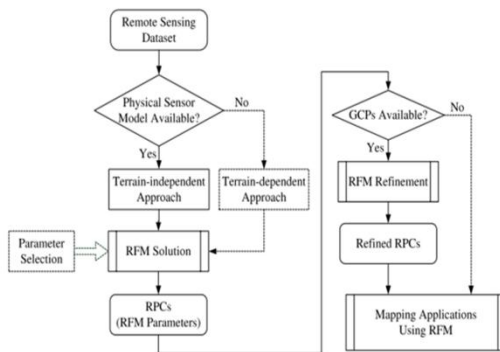 Remote Sensing
Dataset
Physical Sensor
Model Available?
No
Yes
Terrain-independent
Approach
Terrain-dependent
Approach
Parameter
Selection
RFM Solution
RPCs
(RFM Parameters)
GCPs Available?
No
Yes
RFM Refinement
Refined RPCs
Mapping Applications
Using RFM